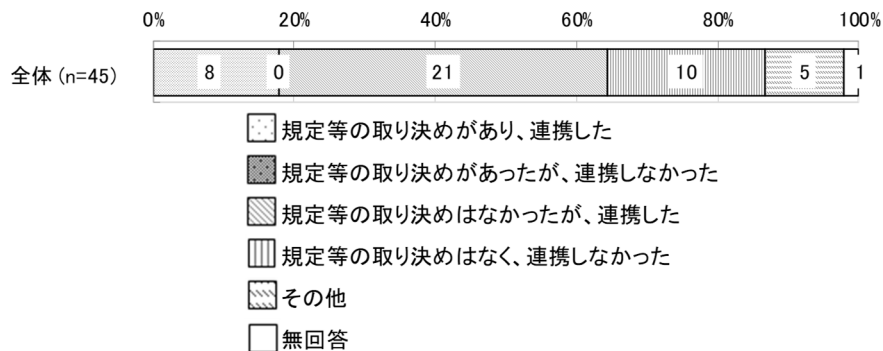 0% 20% 40% 60% 80% 100%
全体 (n=45) 8 0 21 10 5 1
規定等の取り決めがあり、連携した
規定等の取り決めがあったが、連携しなかった
規定等の取り決めはなかったが、連携した
規定等の取り決めはなく、連携しなかった
その他
無回答